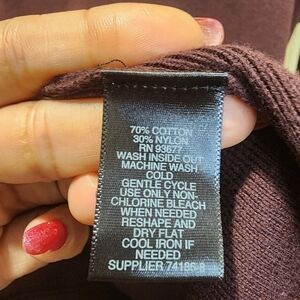 70% COTTON
30% NYLON
RN 93677
WASH INSIDE OUT
MACHINE WASH
COLD
GENTLE CYCLE
USE ONLY NON-
CHLORINE BLEACH
WHEN NEEDED
RESHAPE AND
DRY FLAT
COOL IRON IF
NEEDED
SUPPLIER 74186-8